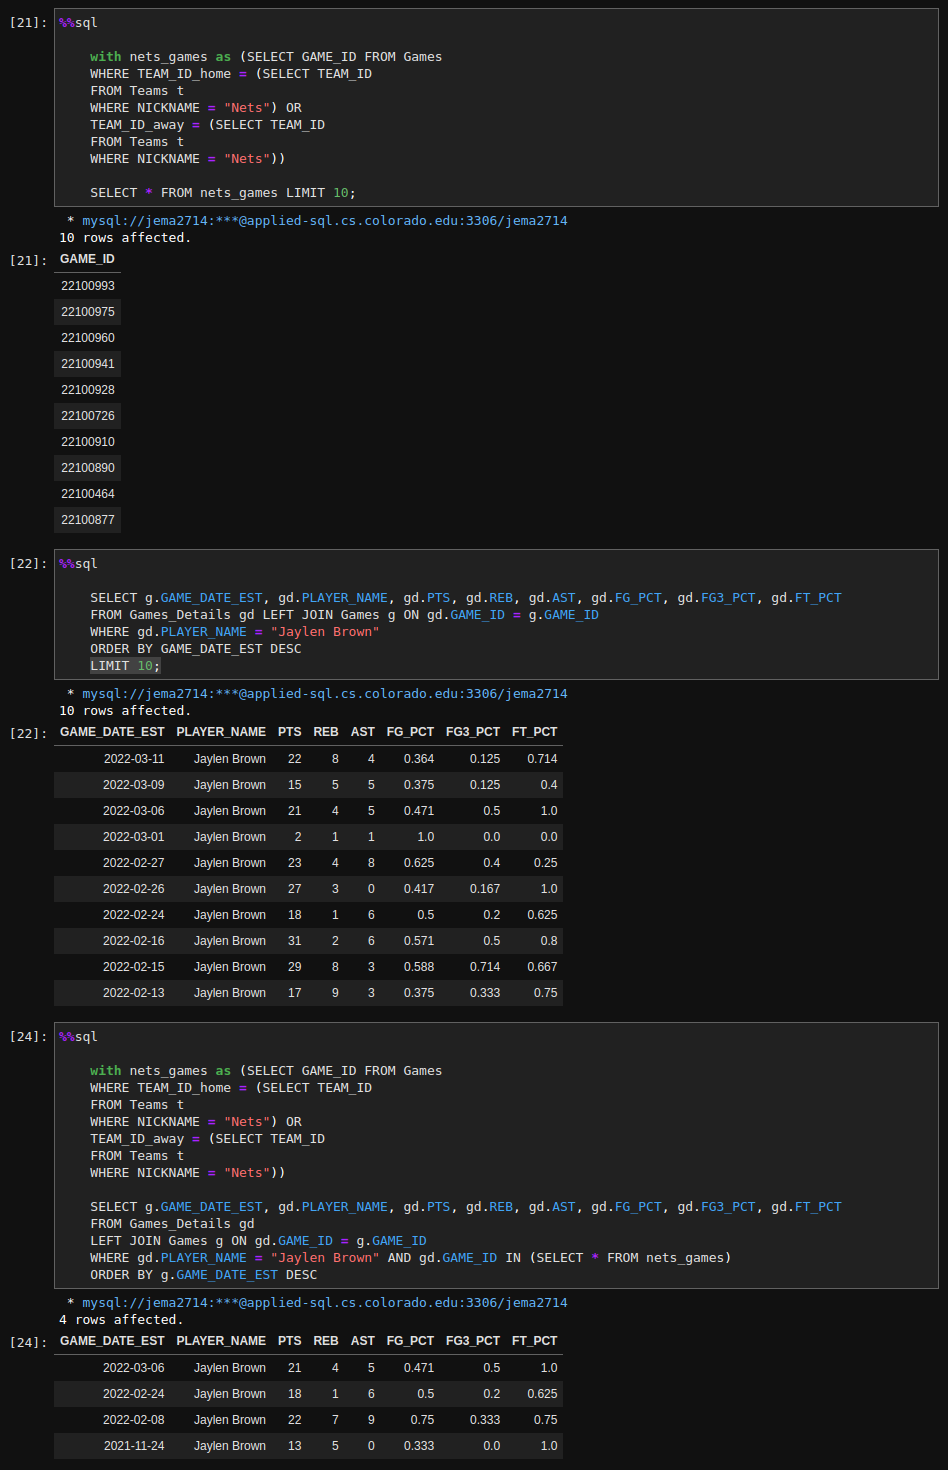 [21]: %%sql
with nets_games as (SELECT GAME_ID FROM Games
WHERE TEAM_ID_home = (SELECT TEAM_ID
FROM Teams t
WHERE NICKNAME = "Nets") OR
TEAM_ID_away = (SELECT TEAM_ID
FROM Teams t
WHERE NICKNAME = "Nets"))
SELECT * FROM nets_games LIMIT 10;
* mysql://jema2714:***@applied-sql.cs.colorado.edu:3306/jema2714
10 rows affected.
[21]: GAME_ID
22100993
22100975
22100960
22100941
22100928
22100726
22100910
22100890
22100464
22100877
[22]: %%sql
SELECT g.GAME_DATE_EST, gd.PLAYER_NAME, gd.PTS, gd.REB, gd.AST, gd.FG_PCT, gd.FG3_PCT, gd.FT_PCT
FROM Games_Details gd LEFT JOIN Games g ON gd.GAME_ID = g.GAME_ID
WHERE gd.PLAYER_NAME = "Jaylen Brown"
ORDER BY GAME_DATE_EST DESC
LIMIT 10;
* mysql://jema2714:***@applied-sql.cs.colorado.edu:3306/jema2714
10 rows affected.
[22]: GAME_DATE_EST PLAYER_NAME PTS REB AST FG_PCT FG3_PCT FT_PCT
2022-03-11 Jaylen Brown 22 8 4 0.364 0.125 0.714
2022-03-09 Jaylen Brown 15 5 5 0.375 0.125 0.4
2022-03-06 Jaylen Brown 21 4 5 0.471 0.5 1.0
2022-03-01 Jaylen Brown 2 1 1 1.0 0.0 0.0
2022-02-27 Jaylen Brown 23 4 8 0.625 0.4 0.25
2022-02-26 Jaylen Brown 27 3 0 0.417 0.167 1.0
2022-02-24 Jaylen Brown 18 1 6 0.5 0.2 0.625
2022-02-16 Jaylen Brown 31 2 6 0.571 0.5 0.8
2022-02-15 Jaylen Brown 29 8 3 0.588 0.714 0.667
2022-02-13 Jaylen Brown 17 9 3 0.375 0.333 0.75
[24]: %%sql
with nets_games as (SELECT GAME_ID FROM Games
WHERE TEAM_ID_home = (SELECT TEAM_ID
FROM Teams t
WHERE NICKNAME = "Nets") OR
TEAM_ID_away = (SELECT TEAM_ID
FROM Teams t
WHERE NICKNAME = "Nets"))
SELECT g.GAME_DATE_EST, gd.PLAYER_NAME, gd.PTS, gd.REB, gd.AST, gd.FG_PCT, gd.FG3_PCT, gd.FT_PCT
FROM Games_Details gd
LEFT JOIN Games g ON gd.GAME_ID = g.GAME_ID
WHERE gd.PLAYER_NAME = "Jaylen Brown" AND gd.GAME_ID IN (SELECT * FROM nets_games)
ORDER BY g.GAME_DATE_EST DESC
* mysql://jema2714:***@applied-sql.cs.colorado.edu:3306/jema2714
4 rows affected.
[24]: GAME_DATE_EST PLAYER_NAME PTS REB AST FG_PCT FG3_PCT FT_PCT
2022-03-06 Jaylen Brown 21 4 5 0.471 0.5 1.0
2022-02-24 Jaylen Brown 18 1 6 0.5 0.2 0.625
2022-02-08 Jaylen Brown 22 7 9 0.75 0.333 0.75
2021-11-24 Jaylen Brown 13 5 0 0.333 0.0 1.0